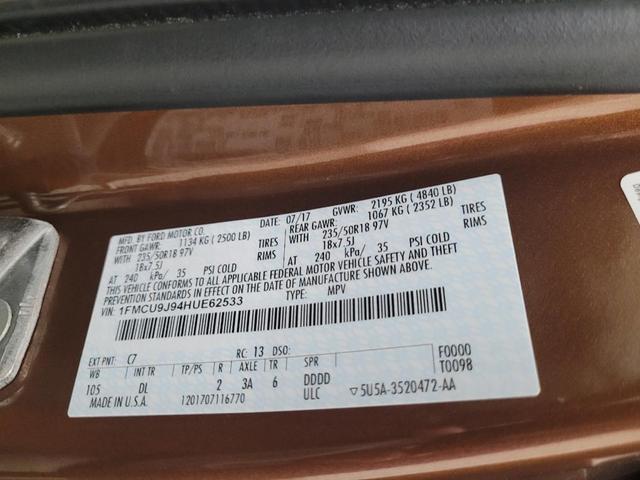 MFD. BY FORD MOTOR CO.
DATE: 07/17 GVWR: 2195 KG ( 4840 LB)
FRONT GAWR: 1134 KG ( 2500 LB) REAR GAWR: 1067 KG ( 2352 LB)
WITH 235/50R18 97V TIRES WITH 235/50R18 97V TIRES
18x7.5J RIMS 18x7.5J RIMS
AT 240 kPa/ 35 PSI COLD AT 240 kPa/ 35 PSI COLD
THIS VEHICLE CONFORMS TO ALL APPLICABLE FEDERAL MOTOR VEHICLE SAFETY AND THEFT
PREVENTION STANDARDS IN EFFECT ON THE DATE OF MANUFACTURE SHOWN ABOVE.
VIN: 1FMCU9J94HUE62533 TYPE: MPV
EXT PNT: C7 RC: 13 DSO: F0000
WB INT TR TP/PS R AXLE TR SPR T0098
105 DL 2 3A 6 DDDD
MADE IN U.S.A. 1201707116770 ULC ▽5U5A-3520472-AA